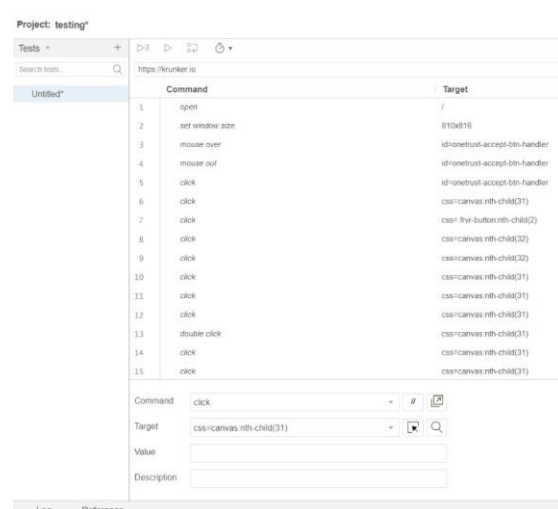 Project: testing*
Tests
Search tests...
https://krunker.io
Untitled*
Command Target
1 open /
2 set window size 810x816
3 mouse over id=onetrust-accept-btn-handler
4 mouse out id=onetrust-accept-btn-handler
5 click id=onetrust-accept-btn-handler
6 click css=canvas:nth-child(31)
7 click css=.frvr-button:nth-child(2)
8 click css=canvas:nth-child(32)
9 click css=canvas:nth-child(32)
10 click css=canvas:nth-child(31)
11 click css=canvas:nth-child(31)
12 click css=canvas:nth-child(31)
13 double click css=canvas:nth-child(31)
14 click css=canvas:nth-child(31)
15 click css=canvas:nth-child(31)
Command click //
Target css=canvas:nth-child(31)
Value
Description
Log Reference